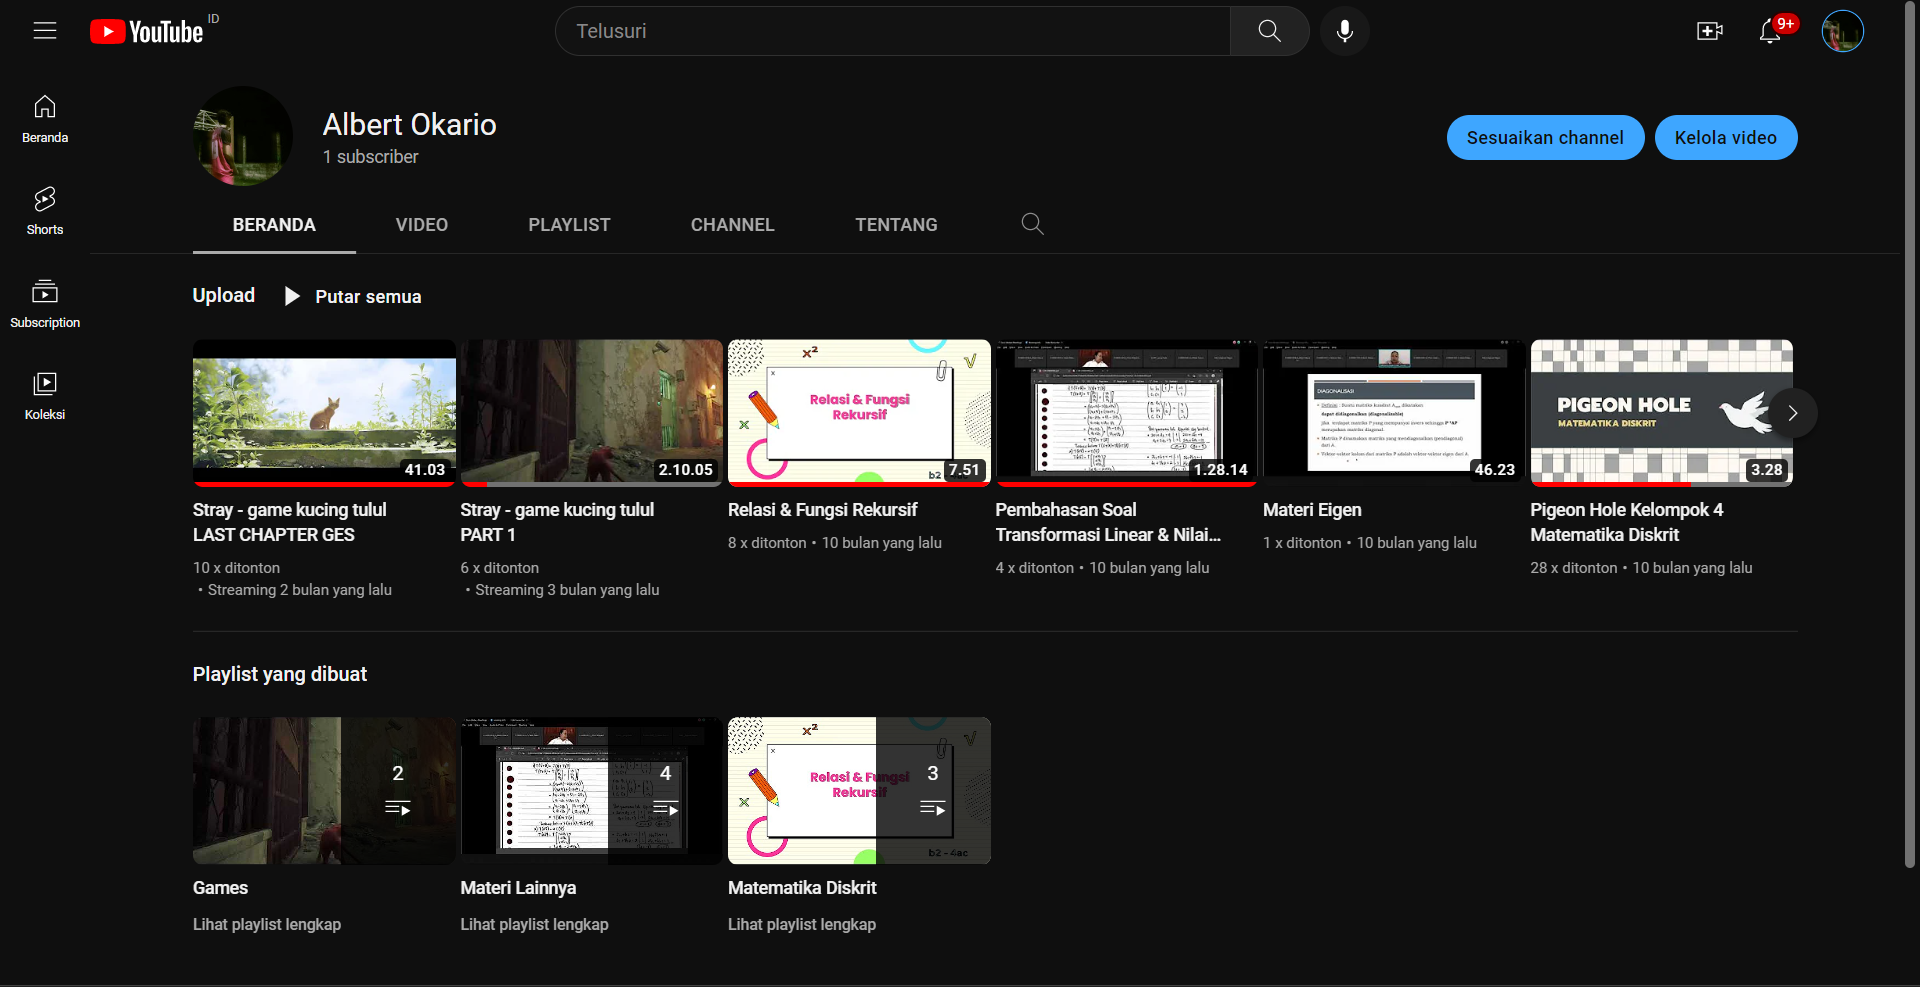 YouTube ID
Telusuri
9+
Beranda
Shorts
Subscription
Koleksi
Albert Okario
1 subscriber
Sesuaikan channel
Kelola video
BERANDA VIDEO PLAYLIST CHANNEL TENTANG
Upload
Putar semua
41.03
2.10.05
x²
√
x
Relasi & Fungsi
Rekursif
b2 - 4ac
7.51
1.28.14
DIAGONALISASI
46.23
PIGEON HOLE
MATEMATIKA DISKRIT
3.28
Stray - game kucing tulul
LAST CHAPTER GES
10 x ditonton
• Streaming 2 bulan yang lalu
Stray - game kucing tulul
PART 1
6 x ditonton
• Streaming 3 bulan yang lalu
Relasi & Fungsi Rekursif
8 x ditonton • 10 bulan yang lalu
Pembahasan Soal
Transformasi Linear & Nilai...
4 x ditonton • 10 bulan yang lalu
Materi Eigen
1 x ditonton • 10 bulan yang lalu
Pigeon Hole Kelompok 4
Matematika Diskrit
28 x ditonton • 10 bulan yang lalu
Playlist yang dibuat
2
4
x²
√
x
Relasi & Fungsi
Rekursif
3
b2 - 4ac
Games
Lihat playlist lengkap
Materi Lainnya
Lihat playlist lengkap
Matematika Diskrit
Lihat playlist lengkap